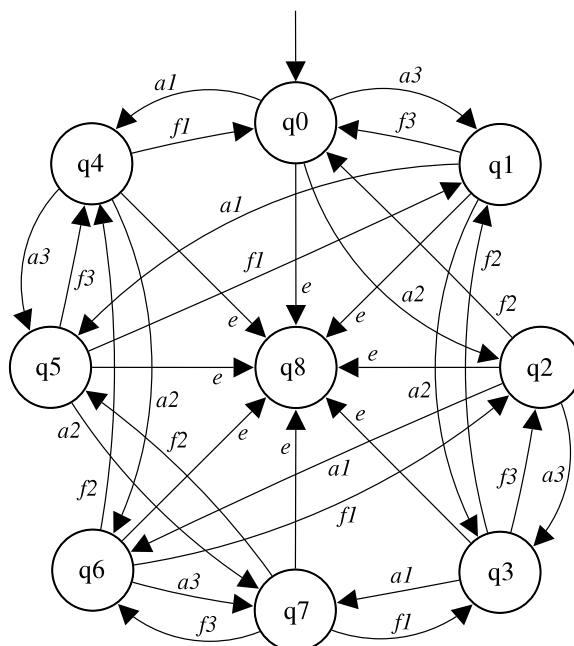 a1 a3
q0
f1 f3
q4 q1
a1
a3 f3 f1 f2
e e a2 e f2
q5 e q8 e q2
a2 a2
a2 f2 e e e
a1 f3 a3
f2 f1
q6 a3 a1 q3
q7
f3 f1